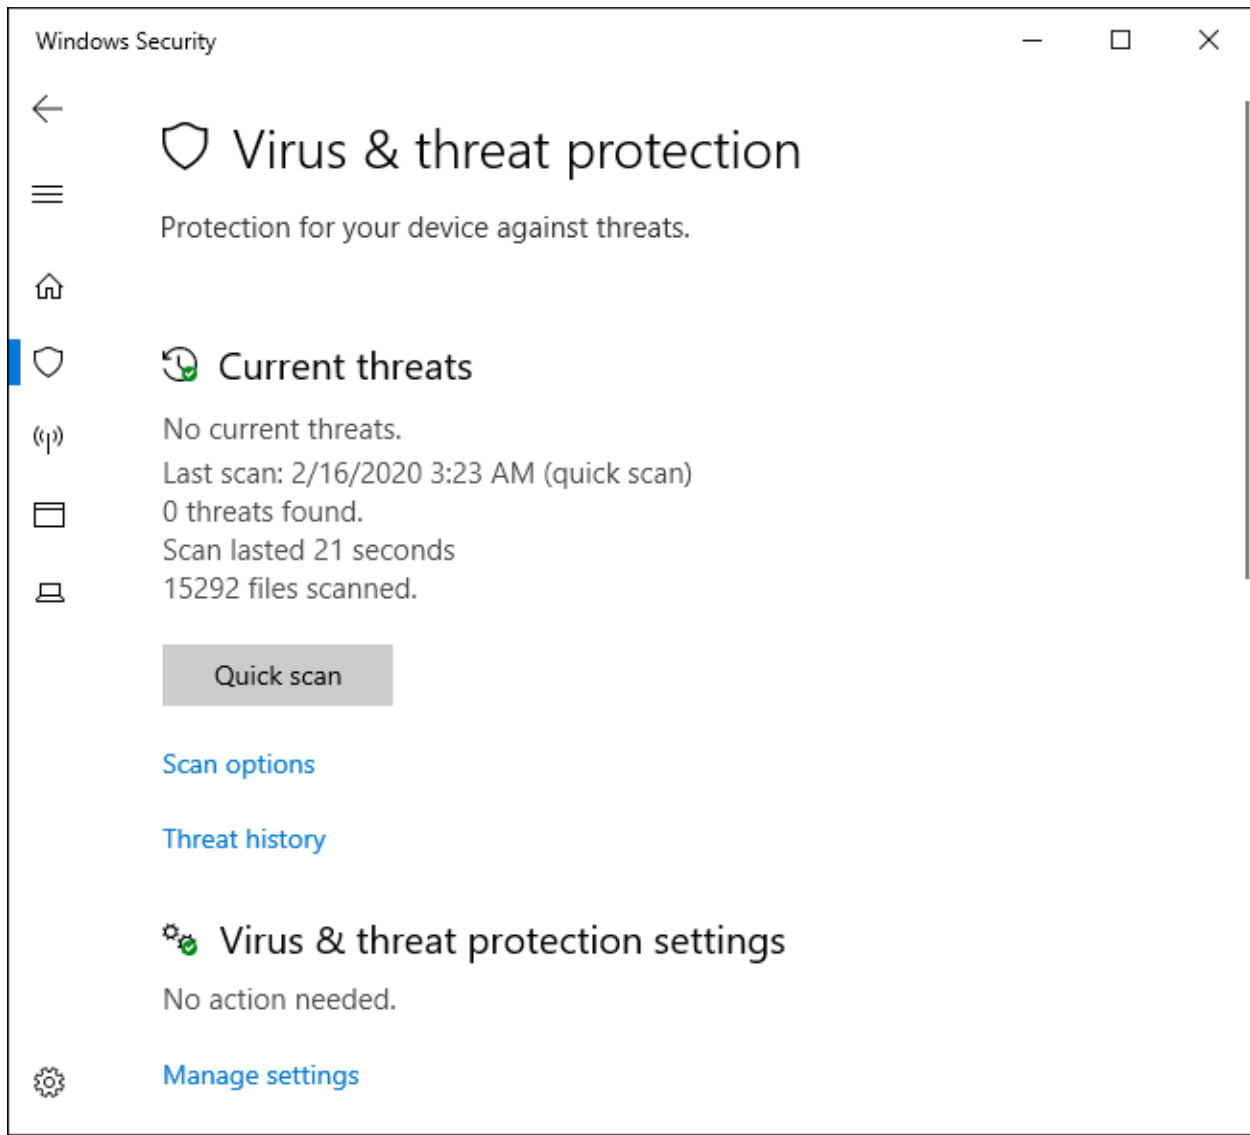 Windows Security
Virus & threat protection
Protection for your device against threats.
Current threats
No current threats.
Last scan: 2/16/2020 3:23 AM (quick scan)
0 threats found.
Scan lasted 21 seconds
15292 files scanned.
Quick scan
Scan options
Threat history
Virus & threat protection settings
No action needed.
Manage settings